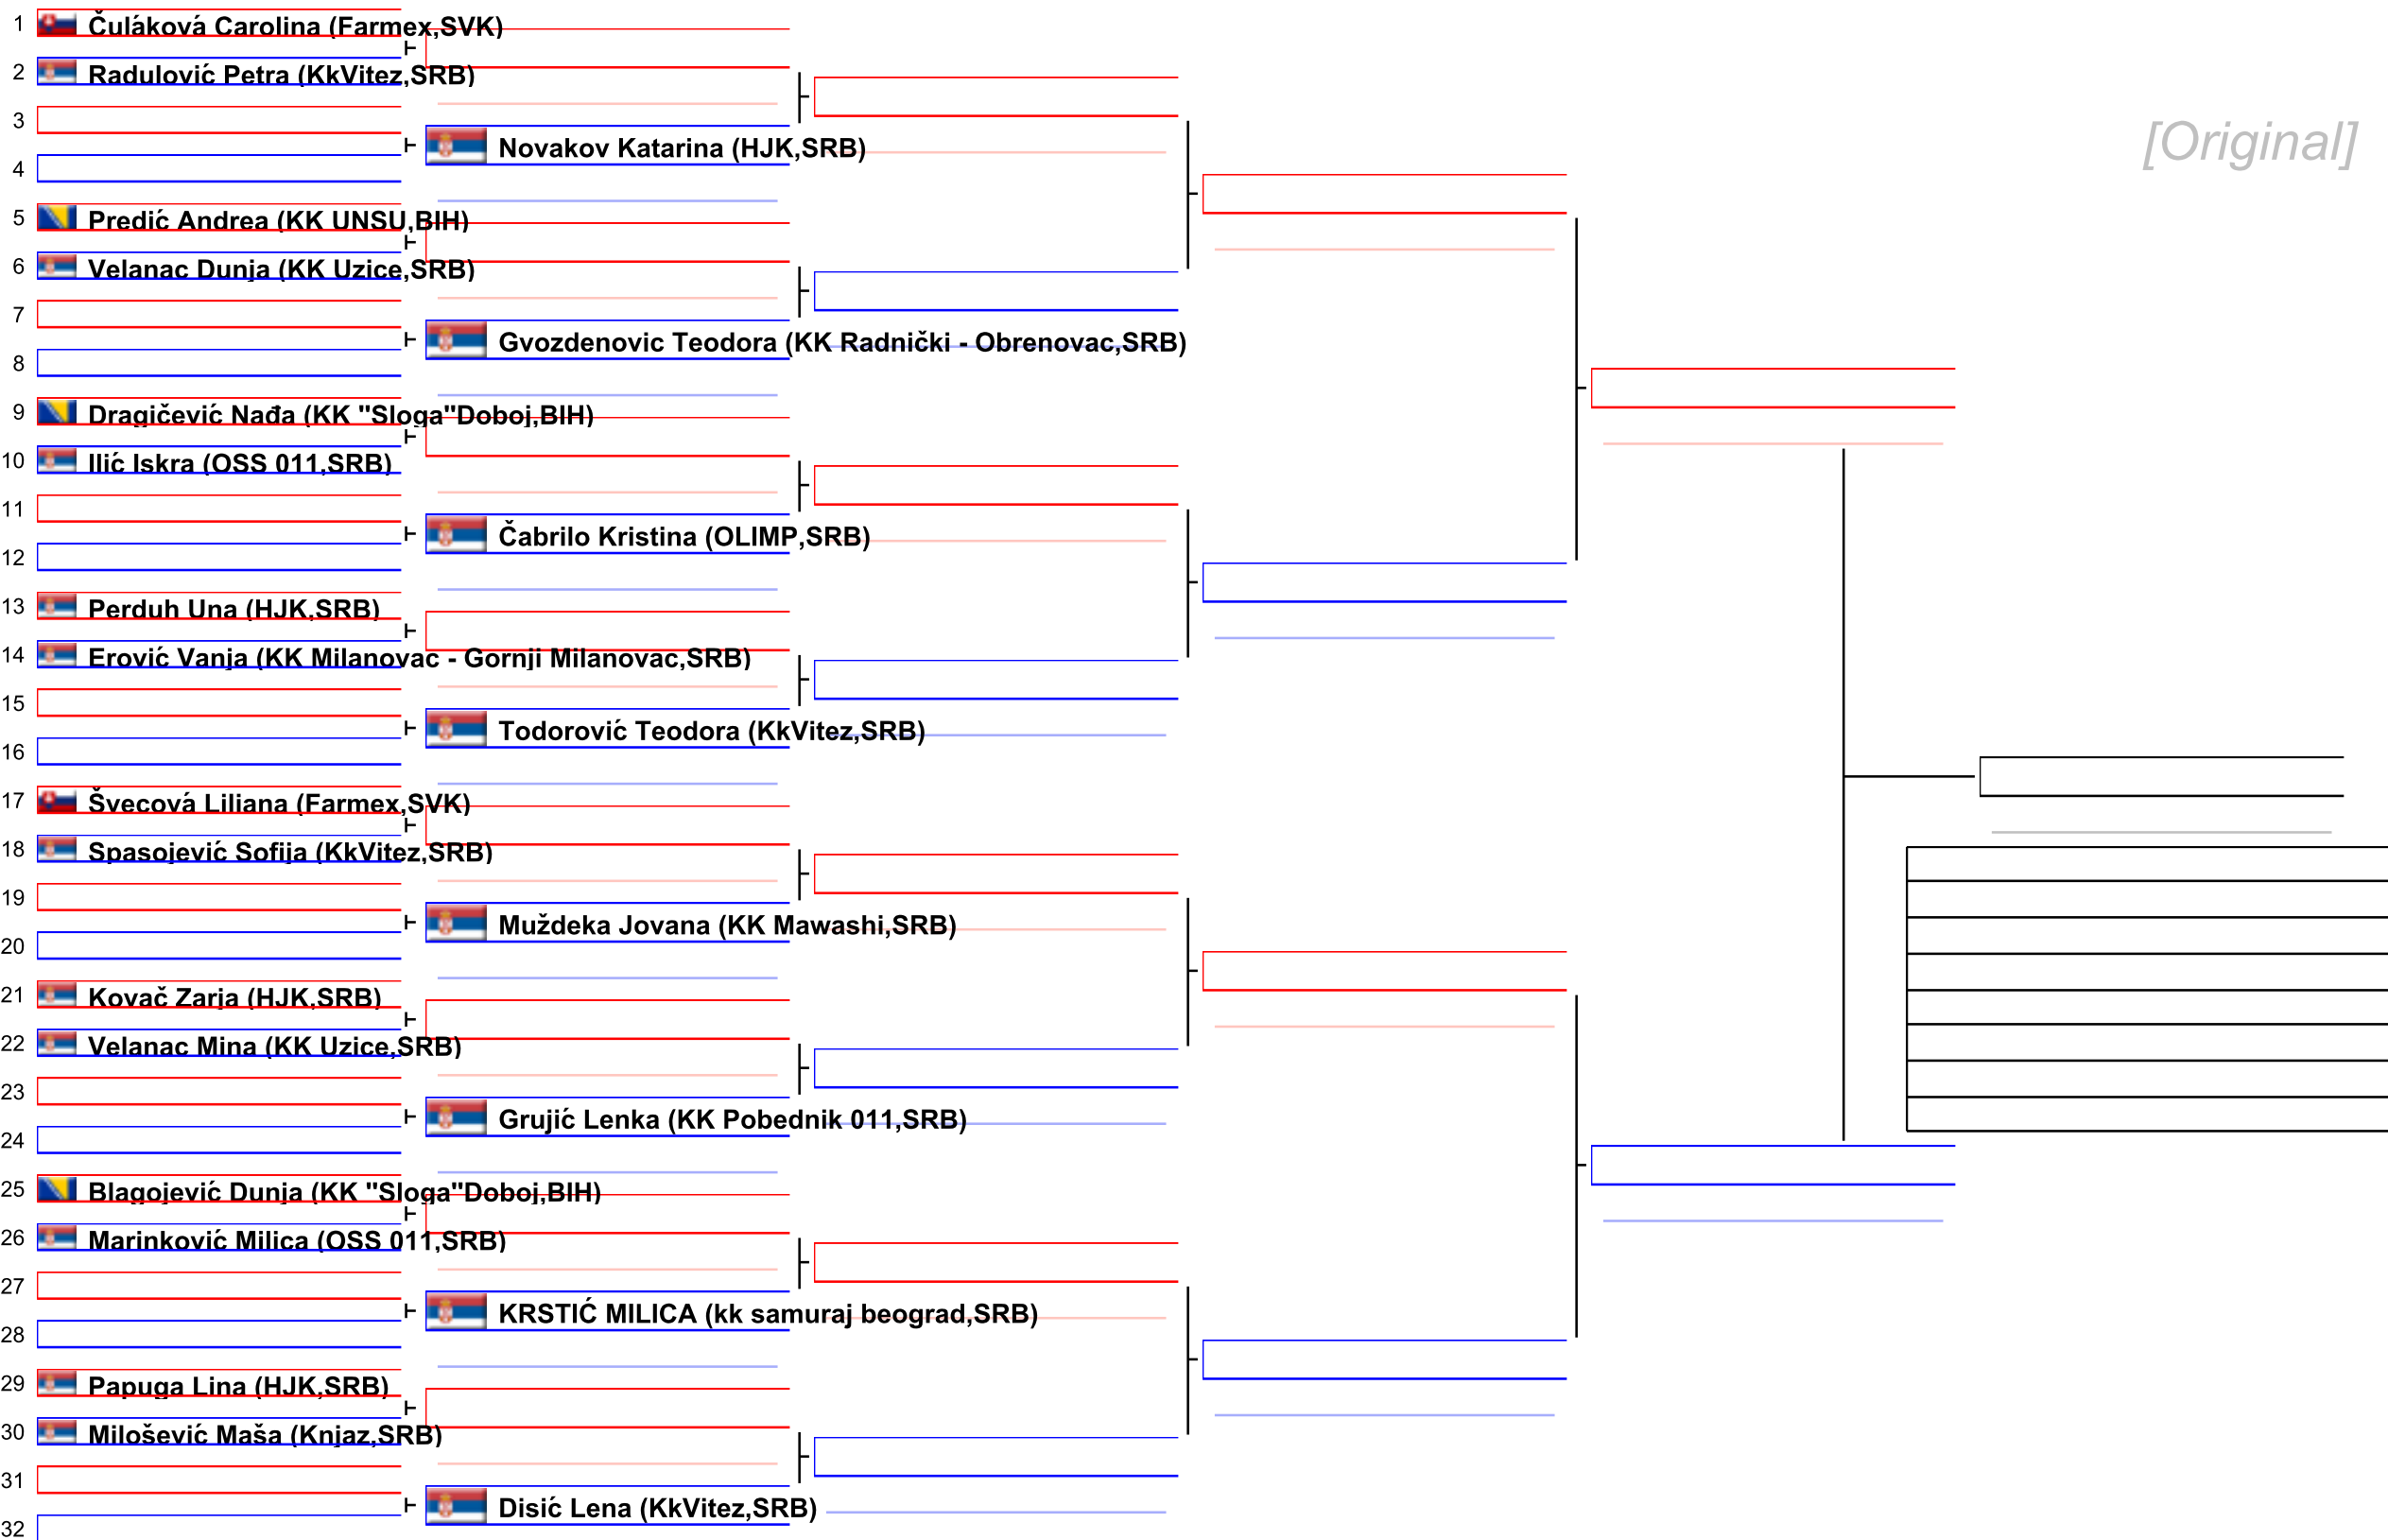 1 Čuláková Carolina (Farmex,SVK)
2 Radulović Petra (KkVitez,SRB)
3
[Original]
Novakov Katarina (HJK,SRB)
4
5 Predić Andrea (KK UNSU,BIH)
6 Velanac Dunja (KK Uzice,SRB)
7
Gvozdenovic Teodora (KK Radnički - Obrenovac,SRB)
8
9 Dragičević Nađa (KK "Sloga"Doboj,BIH)
10 Ilić Iskra (OSS 011,SRB)
11
Čabrilo Kristina (OLIMP,SRB)
12
13 Perduh Una (HJK,SRB)
14 Erović Vanja (KK Milanovac - Gornji Milanovac,SRB)
15
Todorović Teodora (KkVitez,SRB)
16
17 Švecová Liliana (Farmex,SVK)
18 Spasojević Sofija (KkVitez,SRB)
19
Muždeka Jovana (KK Mawashi,SRB)
20
21 Kovač Zarja (HJK,SRB)
22 Velanac Mina (KK Uzice,SRB)
23
Grujić Lenka (KK Pobednik 011,SRB)
24
25 Blagojević Dunja (KK "Sloga"Doboj,BIH)
26 Marinković Milica (OSS 011,SRB)
27
KRSTIĆ MILICA (kk samuraj beograd,SRB)
28
29 Papuga Lina (HJK,SRB)
30 Milošević Maša (Knjaz,SRB)
31
Disić Lena (KkVitez,SRB)
32